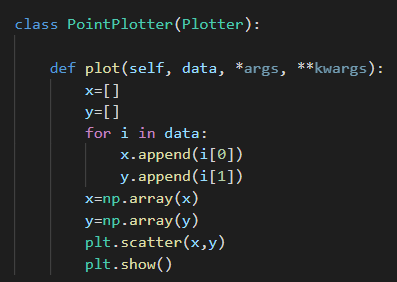 class PointPlotter(Plotter):
    def plot(self, data, *args, **kwargs):
        x=[]
        y=[]
        for i in data:
            x.append(i[0])
            y.append(i[1])
        x=np.array(x)
        y=np.array(y)
        plt.scatter(x,y)
        plt.show()